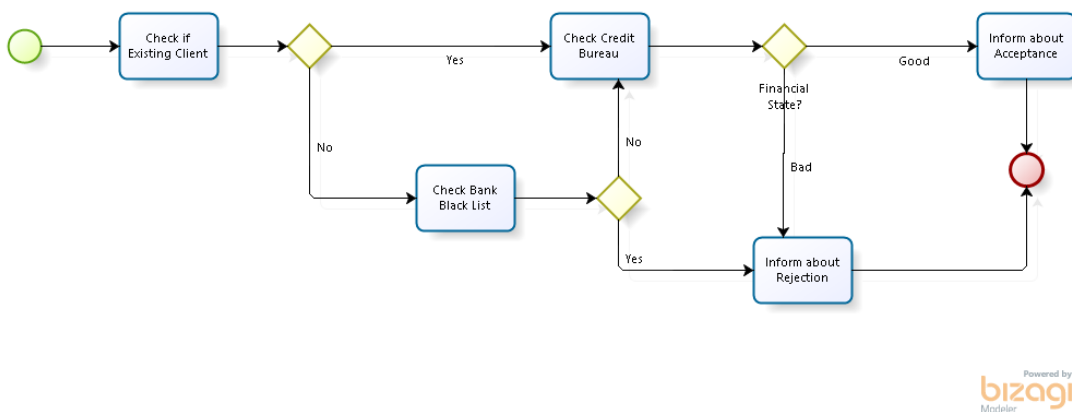 Check if
Existing Client
Yes
Check Credit
Bureau
Financial
State?
Good
Inform about
Acceptance
No
No
Bad
Check Bank
Black List
Yes
Inform about
Rejection
Powered by
bizagi
Modeler